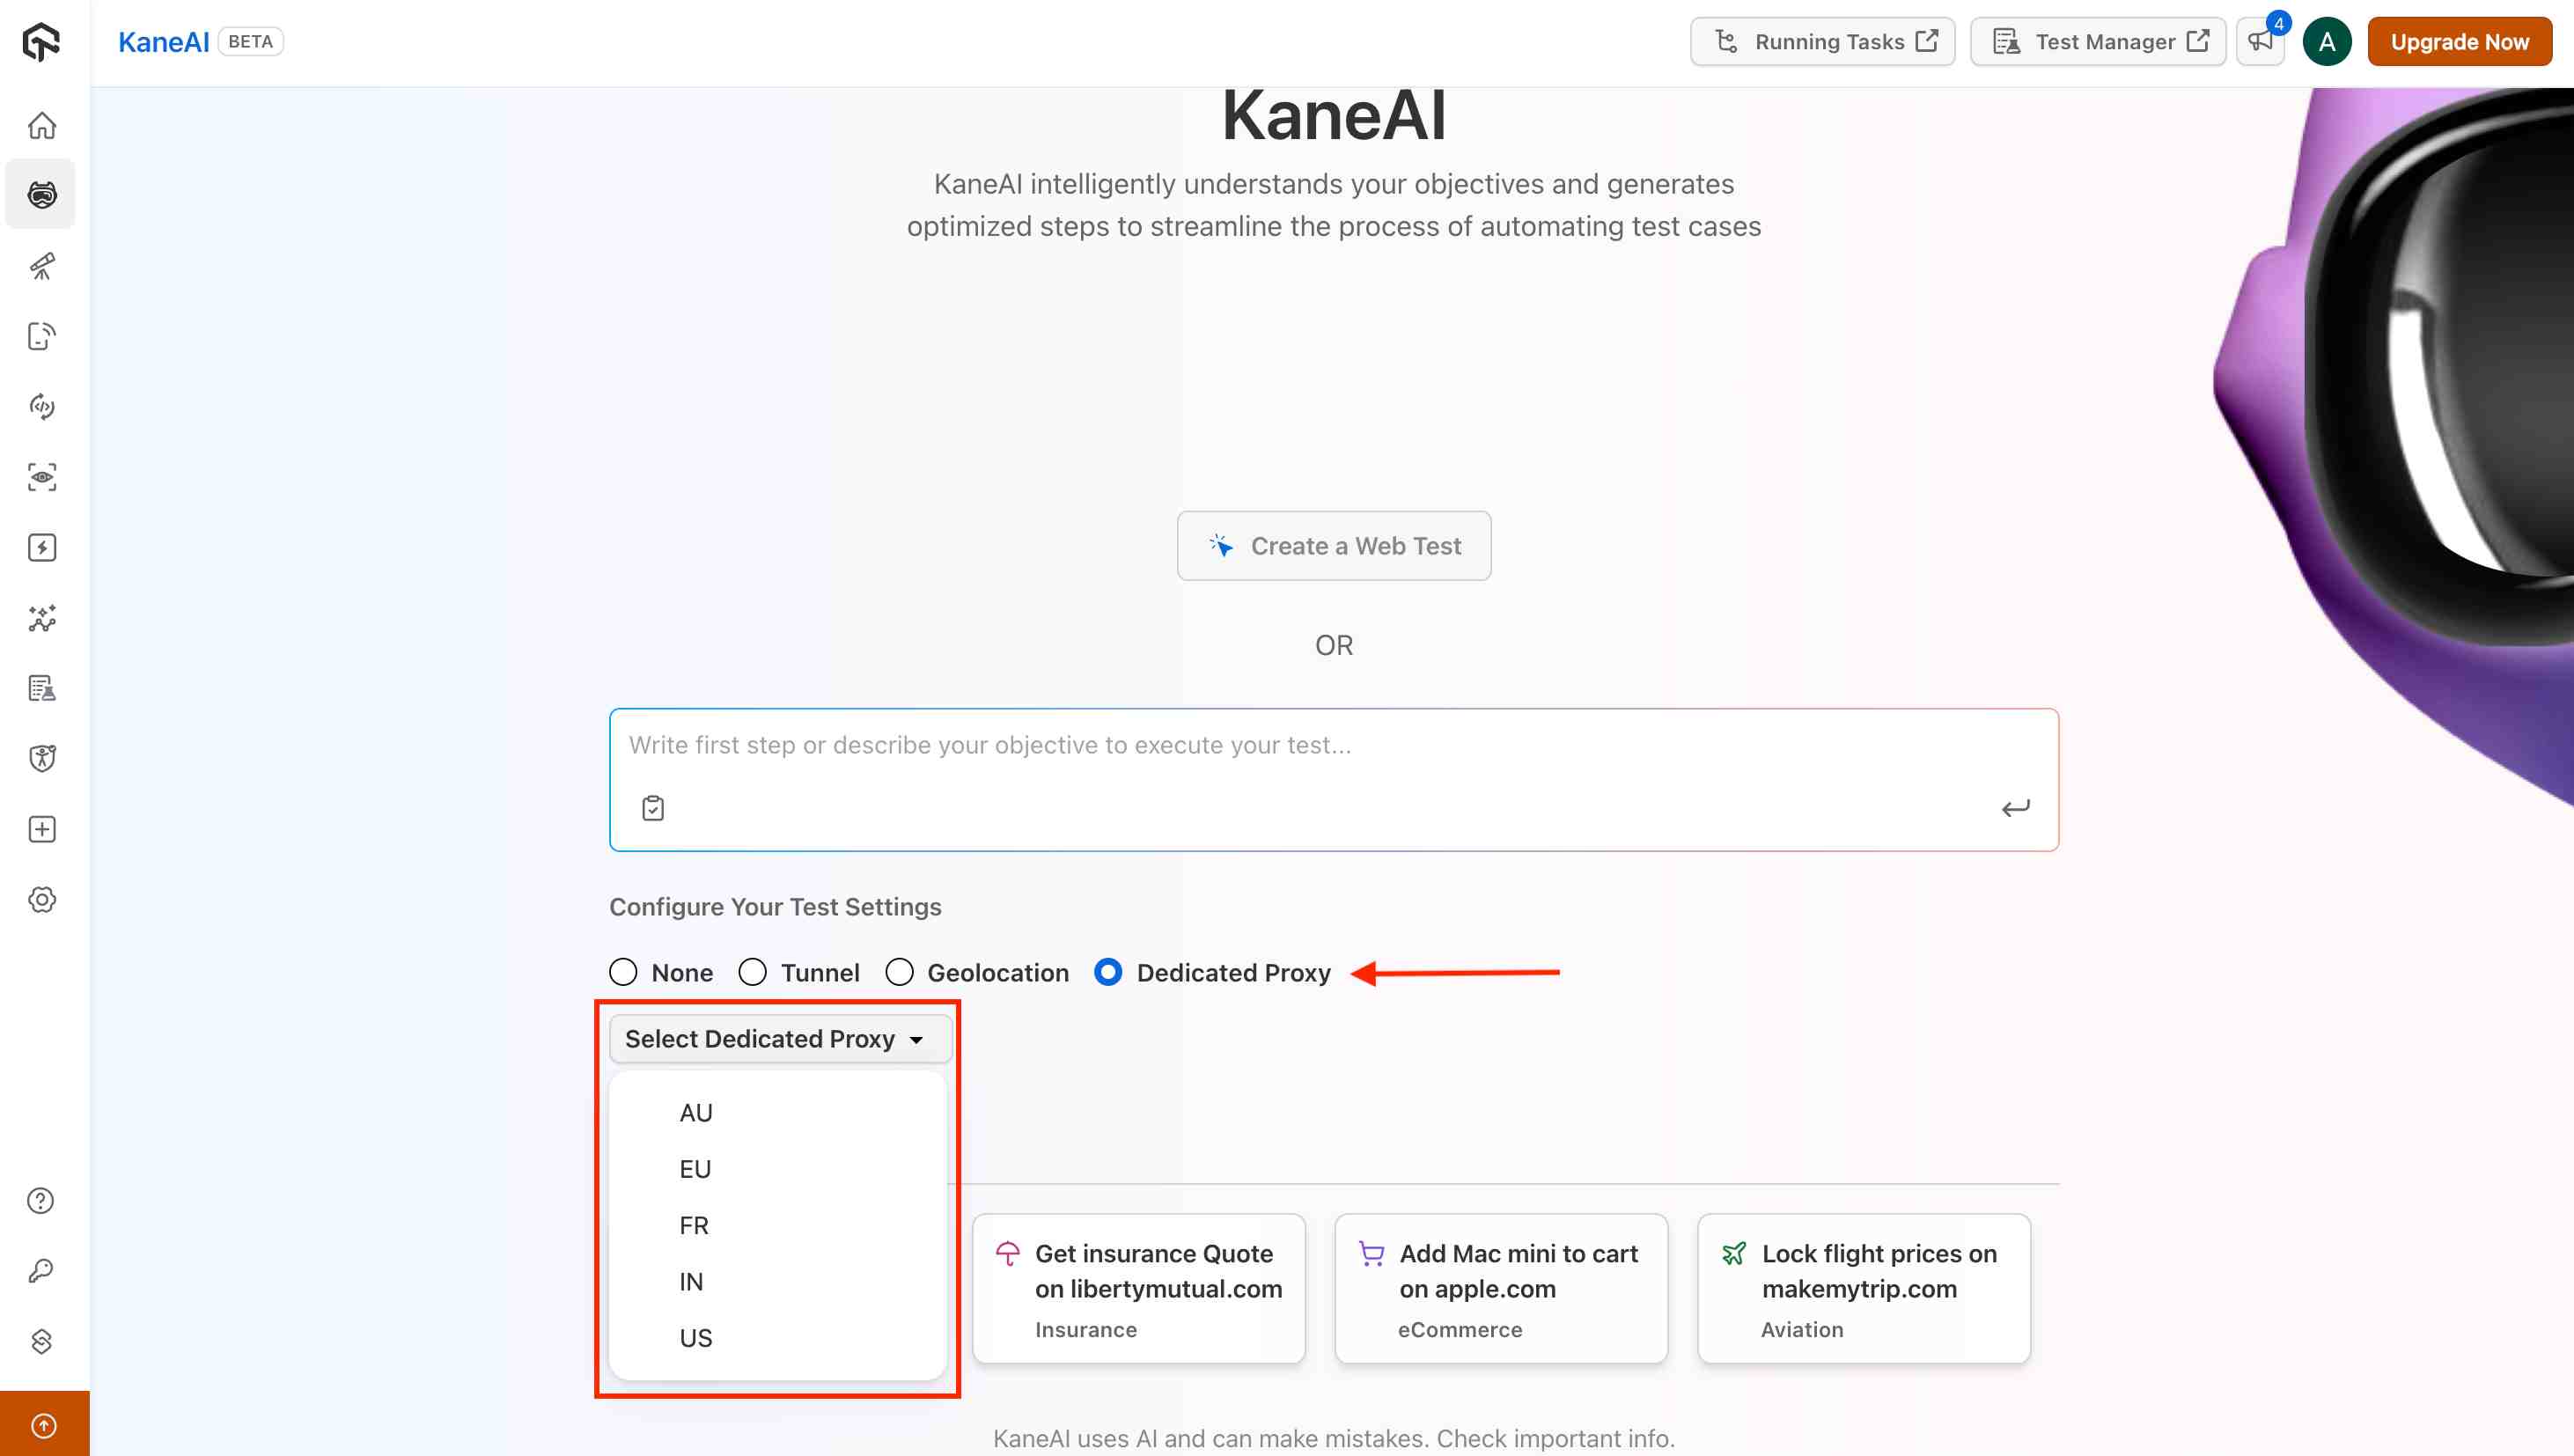 KaneAI BETA
Running Tasks
Test Manager
4
A
Upgrade Now
KaneAI
KaneAI intelligently understands your objectives and generates
optimized steps to streamline the process of automating test cases
Create a Web Test
OR
Write first step or describe your objective to execute your test...
Configure Your Test Settings
None
Tunnel
Geolocation
Dedicated Proxy
Select Dedicated Proxy
AU
EU
FR
IN
US
Get insurance Quote
on libertymutual.com
Insurance
Add Mac mini to cart
on apple.com
eCommerce
Lock flight prices on
makemytrip.com
Aviation
KaneAI uses AI and can make mistakes. Check important info.